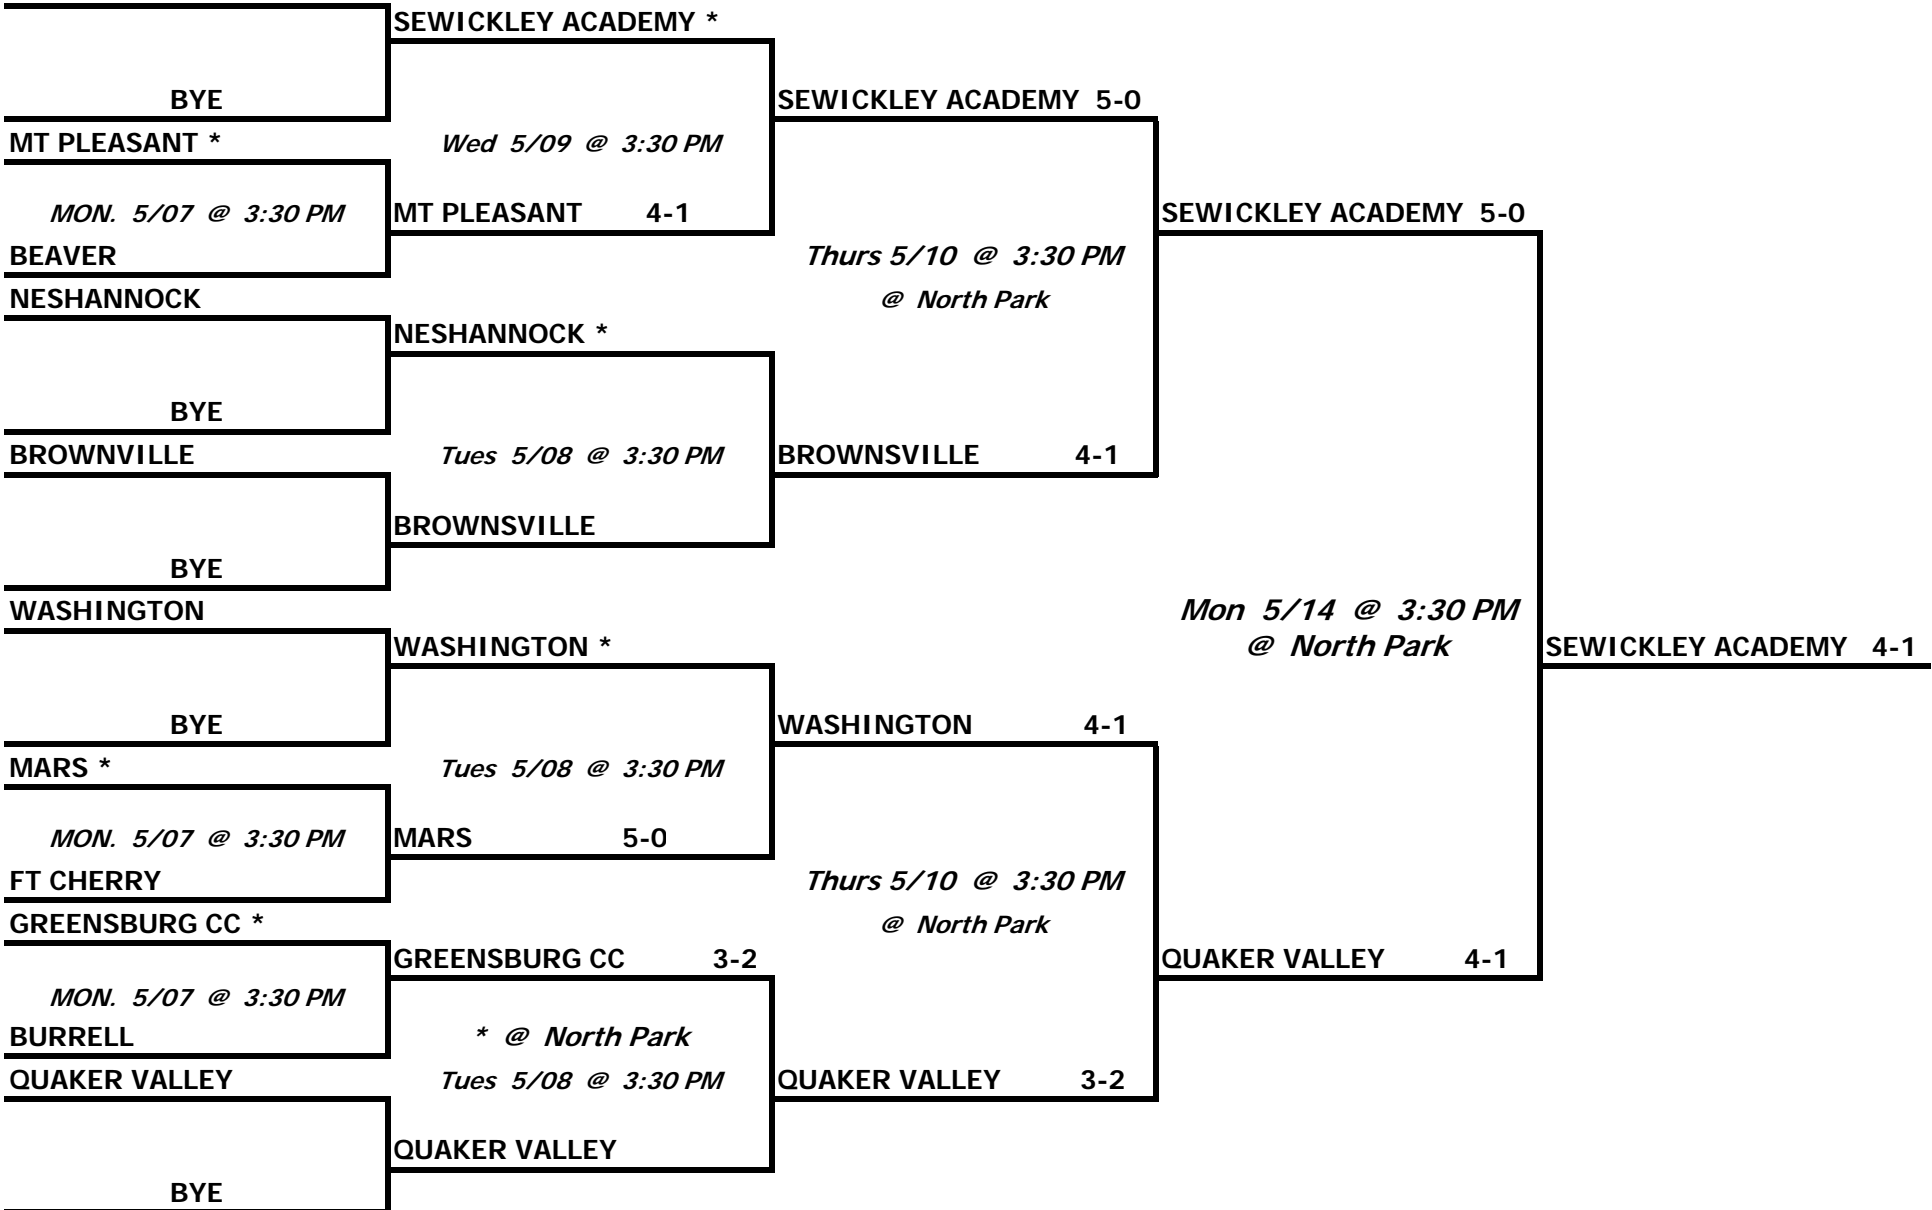 SEWICKLEY ACADEMY *
BYE
SEWICKLEY ACADEMY 5-0
MT PLEASANT *
Wed 5/09 @ 3:30 PM
MON. 5/07 @ 3:30 PM
MT PLEASANT 4-1
SEWICKLEY ACADEMY 5-0
BEAVER
Thurs 5/10 @ 3:30 PM
NESHANNOCK
@ North Park
NESHANNOCK *
BYE
BROWNVILLE
Tues 5/08 @ 3:30 PM
BROWNSVILLE 4-1
BROWNSVILLE
BYE
WASHINGTON
Mon 5/14 @ 3:30 PM
WASHINGTON *
@ North Park
SEWICKLEY ACADEMY 4-1
BYE
WASHINGTON 4-1
MARS *
Tues 5/08 @ 3:30 PM
MON. 5/07 @ 3:30 PM
MARS 5-0
FT CHERRY
Thurs 5/10 @ 3:30 PM
GREENSBURG CC *
@ North Park
GREENSBURG CC 3-2
QUAKER VALLEY 4-1
MON. 5/07 @ 3:30 PM
BURRELL
* @ North Park
QUAKER VALLEY
Tues 5/08 @ 3:30 PM
QUAKER VALLEY 3-2
QUAKER VALLEY
BYE